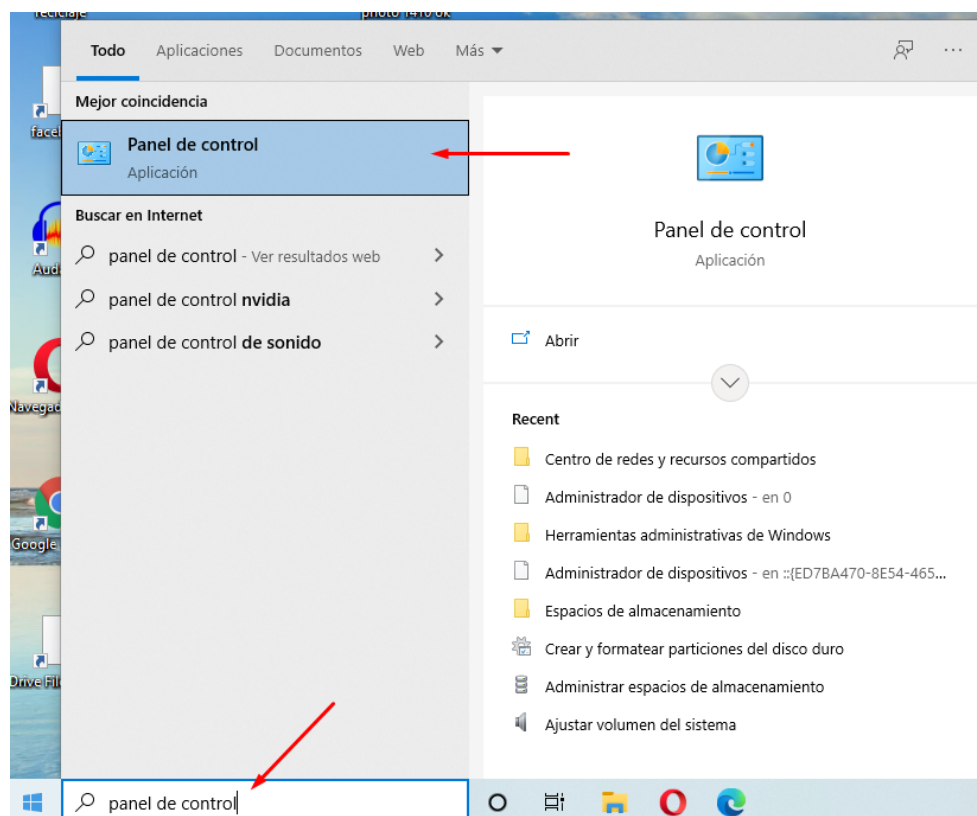 reciclaje
photo 1410 ok
Todo Aplicaciones Documentos Web Más
Mejor coincidencia
Panel de control
Aplicación
Buscar en Internet
panel de control - Ver resultados web
panel de control nvidia
panel de control de sonido
Panel de control
Aplicación
Abrir
Recent
Centro de redes y recursos compartidos
Administrador de dispositivos - en 0
Herramientas administrativas de Windows
Administrador de dispositivos - en ::{ED7BA470-8E54-465...
Espacios de almacenamiento
Crear y formatear particiones del disco duro
Administrar espacios de almacenamiento
Ajustar volumen del sistema
Google
panel de control